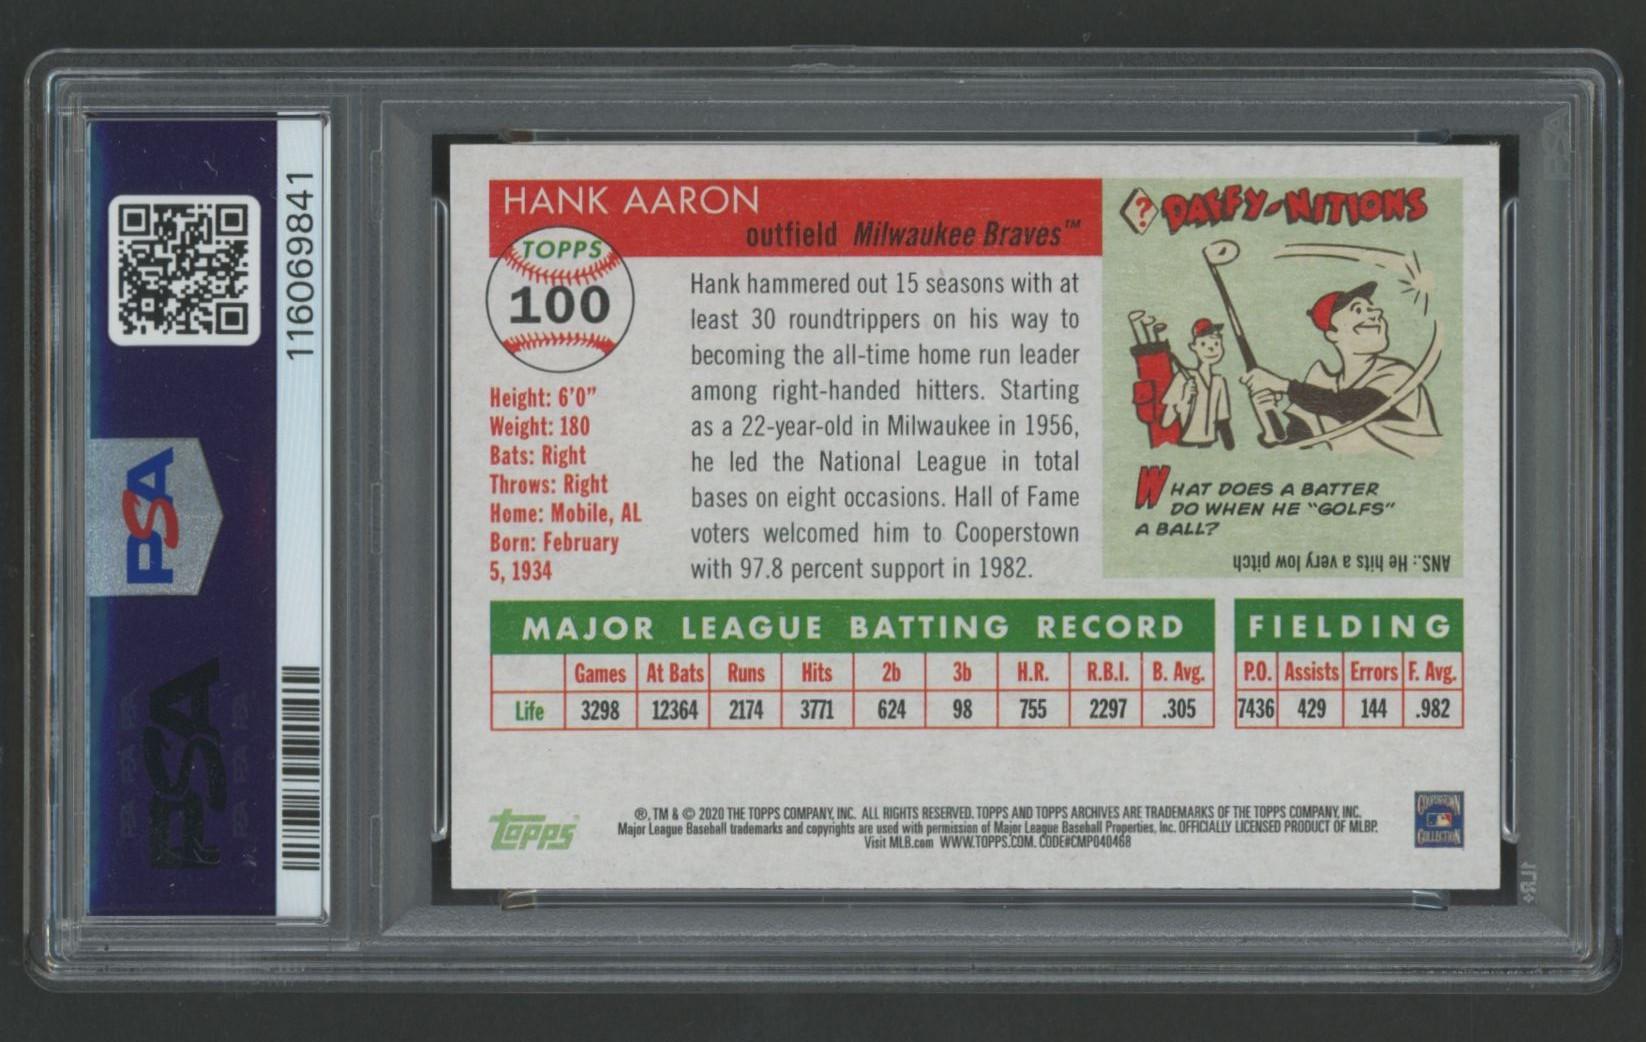 116069841
PSA
PSA
HANK AARON
outfield Milwaukee Braves™
TOPPS
100
Height: 6'0"
Weight: 180
Bats: Right
Throws: Right
Home: Mobile, AL
Born: February
5, 1934
Hank hammered out 15 seasons with at
least 30 roundtrippers on his way to
becoming the all-time home run leader
among right-handed hitters. Starting
as a 22-year-old in Milwaukee in 1956,
he led the National League in total
bases on eight occasions. Hall of Fame
voters welcomed him to Cooperstown
with 97.8 percent support in 1982.
? DAFFY-NITIONS
WHAT DOES A BATTER
DO WHEN HE "GOLFS"
A BALL?
ANS.: He hits a very low pitch
MAJOR LEAGUE BATTING RECORD
Games At Bats Runs Hits 2b 3b H.R. R.B.I. B. Avg.
Life 3298 12364 2174 3771 624 98 755 2297 .305
FIELDING
P.O. Assists Errors F. Avg.
7436 429 144 .982
topps
®, TM & © 2020 THE TOPPS COMPANY, INC. ALL RIGHTS RESERVED. TOPPS AND TOPPS ARCHIVES ARE TRADEMARKS OF THE TOPPS COMPANY, INC.
Major League Baseball trademarks and copyrights are used with permission of Major League Baseball Properties, Inc. OFFICIALLY LICENSED PRODUCT OF MLBP.
Visit MLB.com WWW.TOPPS.COM. CODE#CMP040468
COOPERSTOWN
COLLECTION
PSA